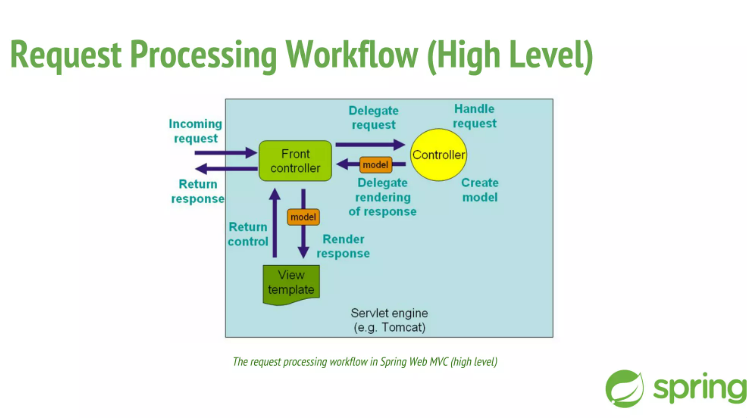 Request Processing Workflow (High Level)
Incoming
request
Return
response
Front
controller
Delegate
request
Handle
request
Controller
model
Delegate
rendering
of response
Create
model
model
Return
control
Render
response
View
template
Servlet engine
(e.g. Tomcat)
The request processing workflow in Spring Web MVC (high level)
spring